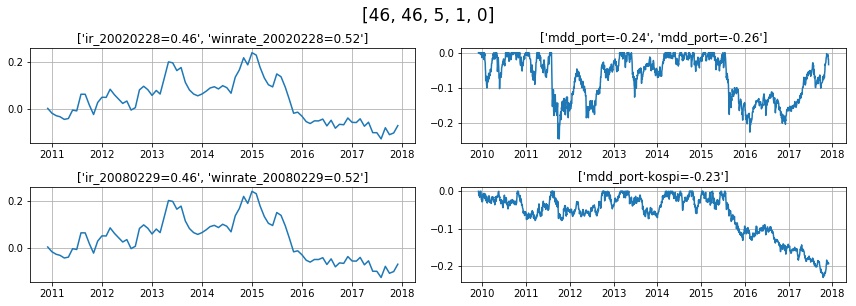 [46, 46, 5, 1, 0]
['ir_20020228=0.46', 'winrate_20020228=0.52']
0.2
0.0
2011 2012 2013 2014 2015 2016 2017 2018
['mdd_port=-0.24', 'mdd_port=-0.26']
0.0
−0.1
−0.2
2010 2011 2012 2013 2014 2015 2016 2017 2018
['ir_20080229=0.46', 'winrate_20080229=0.52']
0.2
0.0
2011 2012 2013 2014 2015 2016 2017 2018
['mdd_port-kospi=-0.23']
0.0
−0.1
−0.2
2010 2011 2012 2013 2014 2015 2016 2017 2018